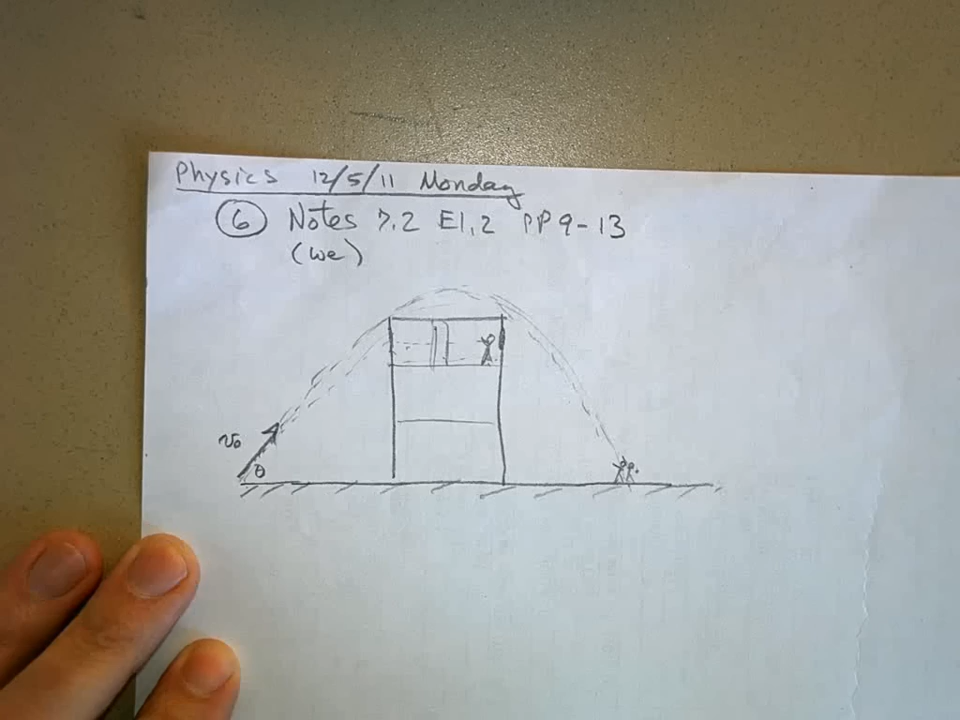 Physics 12/5/11 Monday
6 Notes 7.2 E1,2 PP 9-13
(we)
v₀
θ